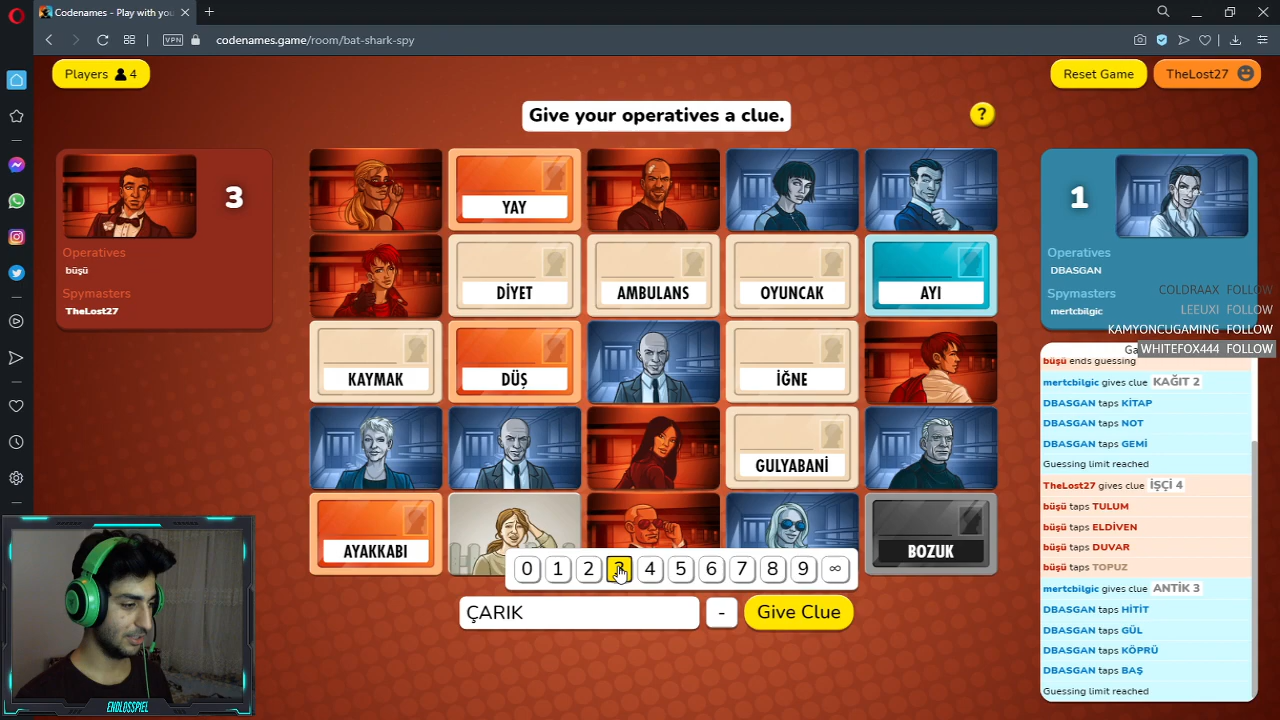 Codenames - Play with you
VPN
codenames.game/room/bat-shark-spy
Players 4
Reset Game
TheLost27
Give your operatives a clue.
?
3
Operatives
büşü
Spymasters
TheLost27
YAY
DİYET
AMBULANS
OYUNCAK
AYI
KAYMAK
DÜŞ
İĞNE
GULYABANİ
AYAKKABI
BOZUK
0 1 2 3 4 5 6 7 8 9 ∞
ÇARIK
-
Give Clue
1
Operatives
DBASGAN
Spymasters
mertcbilgic
COLDRAAX FOLLOW
LEEUXI FOLLOW
KAMYONCUGAMING FOLLOW
WHITEFOX444 FOLLOW
büşü ends guessing
mertcbilgic gives clue KAĞIT 2
DBASGAN taps KİTAP
DBASGAN taps NOT
DBASGAN taps GEMİ
Guessing limit reached
TheLost27 gives clue İŞÇİ 4
büşü taps TULUM
büşü taps ELDİVEN
büşü taps DUVAR
büşü taps TOPUZ
mertcbilgic gives clue ANTİK 3
DBASGAN taps HİTİT
DBASGAN taps GÜL
DBASGAN taps KÖPRÜ
DBASGAN taps BAŞ
Guessing limit reached
ENDLOSSPIEL